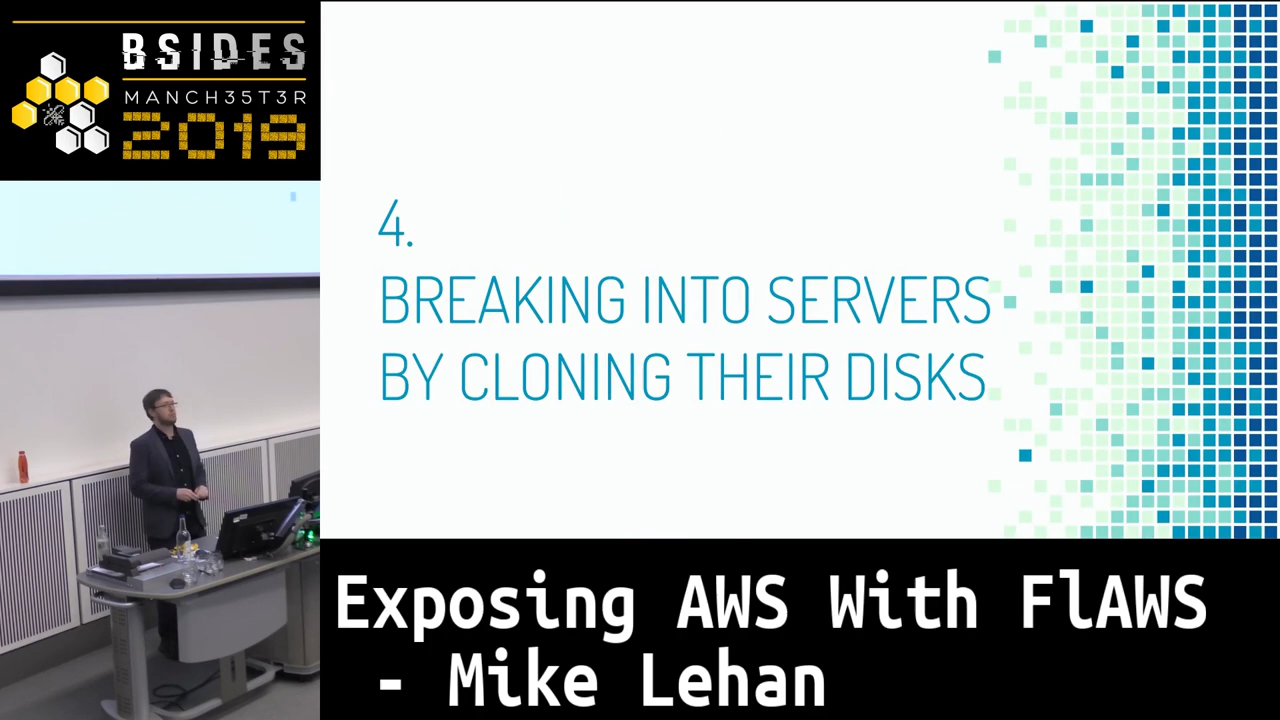 BSIDES
MANCH35T3R
2019
4.
BREAKING INTO SERVERS
BY CLONING THEIR DISKS
Exposing AWS With FlAWS
- Mike Lehan